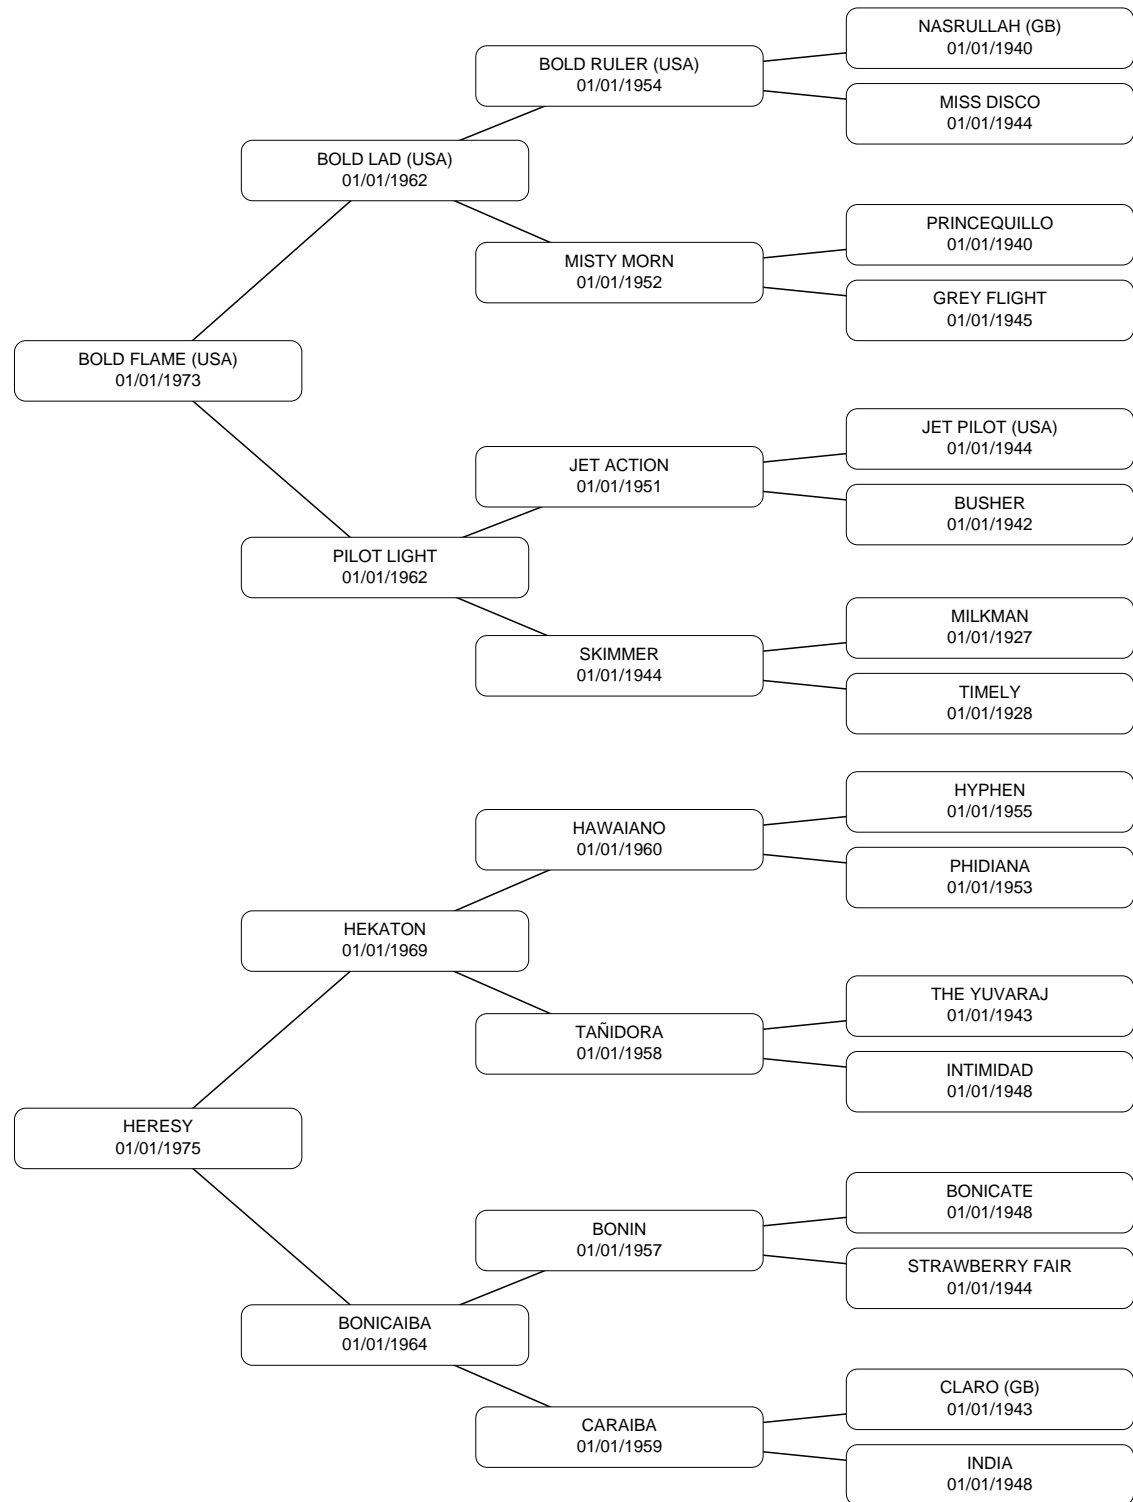 NASRULLAH (GB)
01/01/1940
BOLD RULER (USA)
01/01/1954
MISS DISCO
01/01/1944
BOLD LAD (USA)
01/01/1962
PRINCEQUILLO
01/01/1940
MISTY MORN
01/01/1952
GREY FLIGHT
01/01/1945
BOLD FLAME (USA)
01/01/1973
JET PILOT (USA)
01/01/1944
JET ACTION
01/01/1951
BUSHER
01/01/1942
PILOT LIGHT
01/01/1962
MILKMAN
01/01/1927
SKIMMER
01/01/1944
TIMELY
01/01/1928
HYPHEN
01/01/1955
HAWAIANO
01/01/1960
PHIDIANA
01/01/1953
HEKATON
01/01/1969
THE YUVARAJ
01/01/1943
TAÑIDORA
01/01/1958
INTIMIDAD
01/01/1948
HERESY
01/01/1975
BONICATE
01/01/1948
BONIN
01/01/1957
STRAWBERRY FAIR
01/01/1944
BONICAIBA
01/01/1964
CLARO (GB)
01/01/1943
CARAIBA
01/01/1959
INDIA
01/01/1948